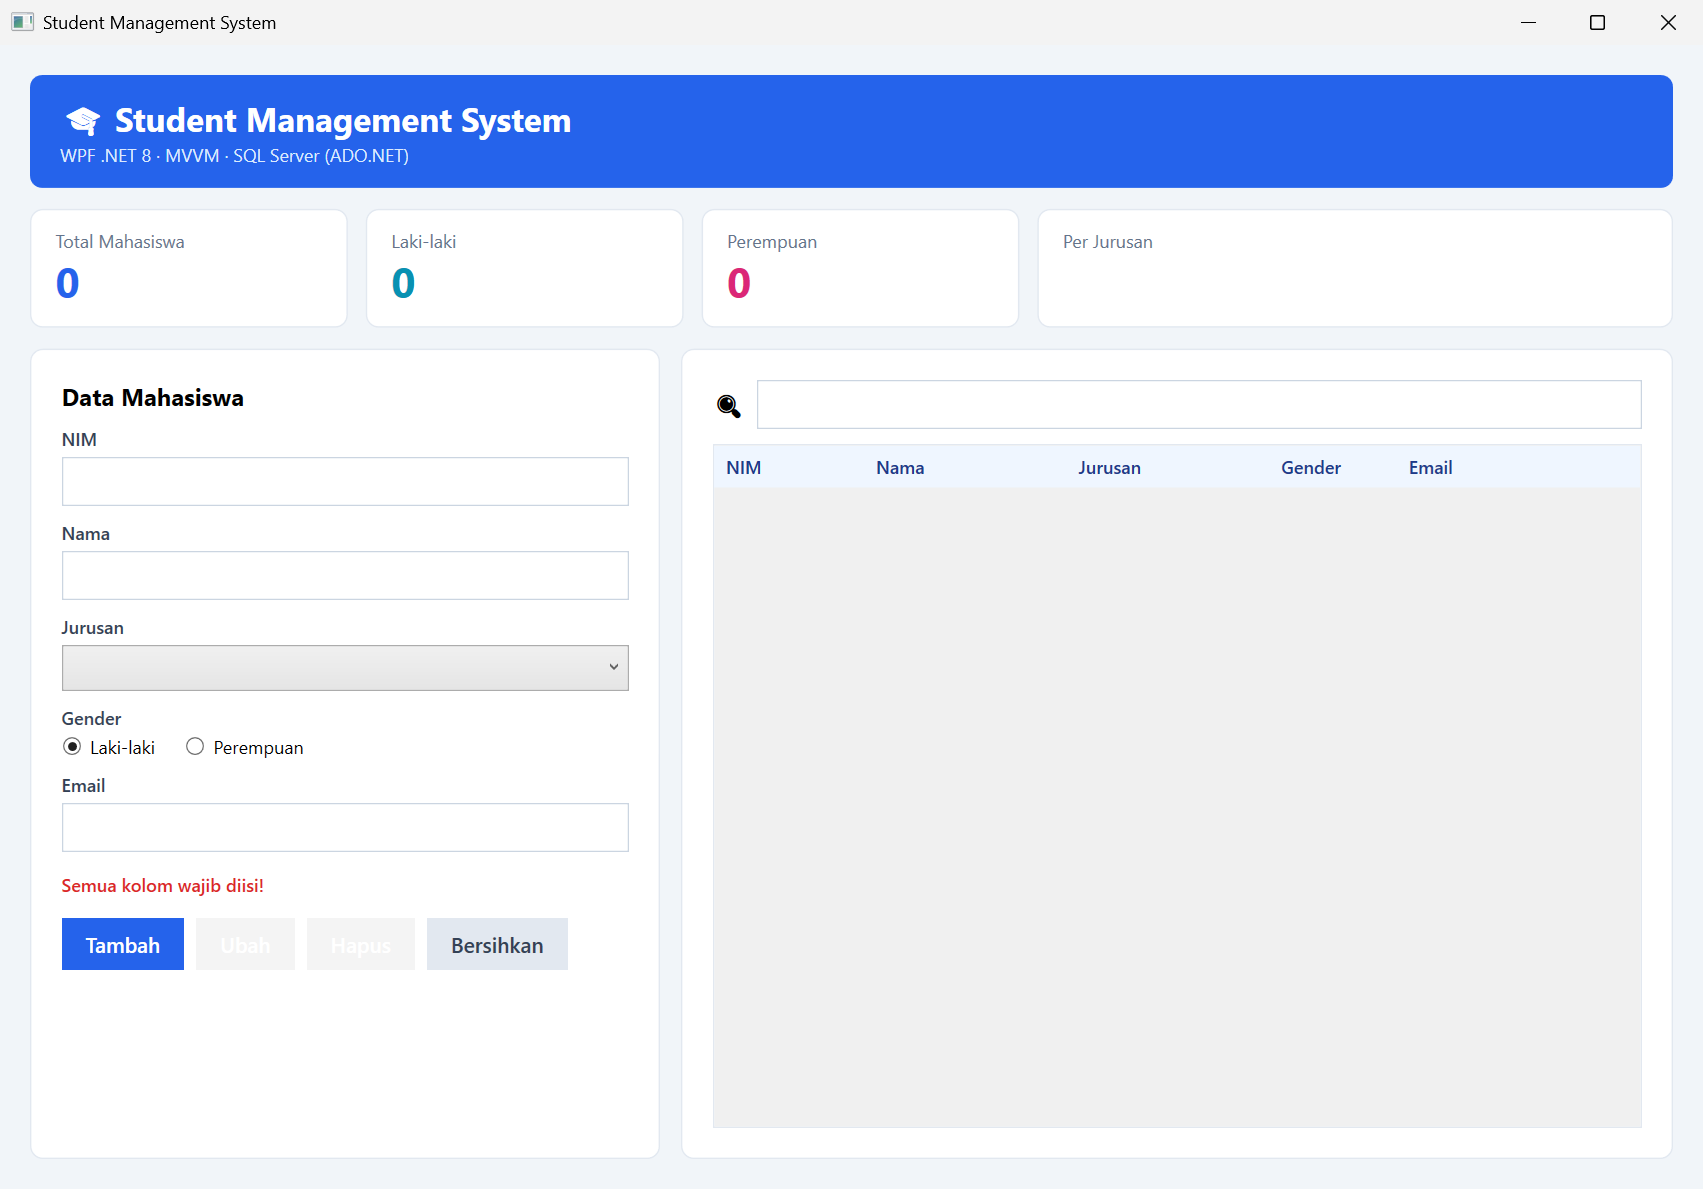 Student Management System
Student Management System
WPF .NET 8 · MVVM · SQL Server (ADO.NET)
Total Mahasiswa
0
Laki-laki
0
Perempuan
0
Per Jurusan
Data Mahasiswa
NIM
Nama
Jurusan
Gender
Laki-laki Perempuan
Email
Semua kolom wajib diisi!
Tambah Ubah Hapus Bersihkan
NIM Nama Jurusan Gender Email